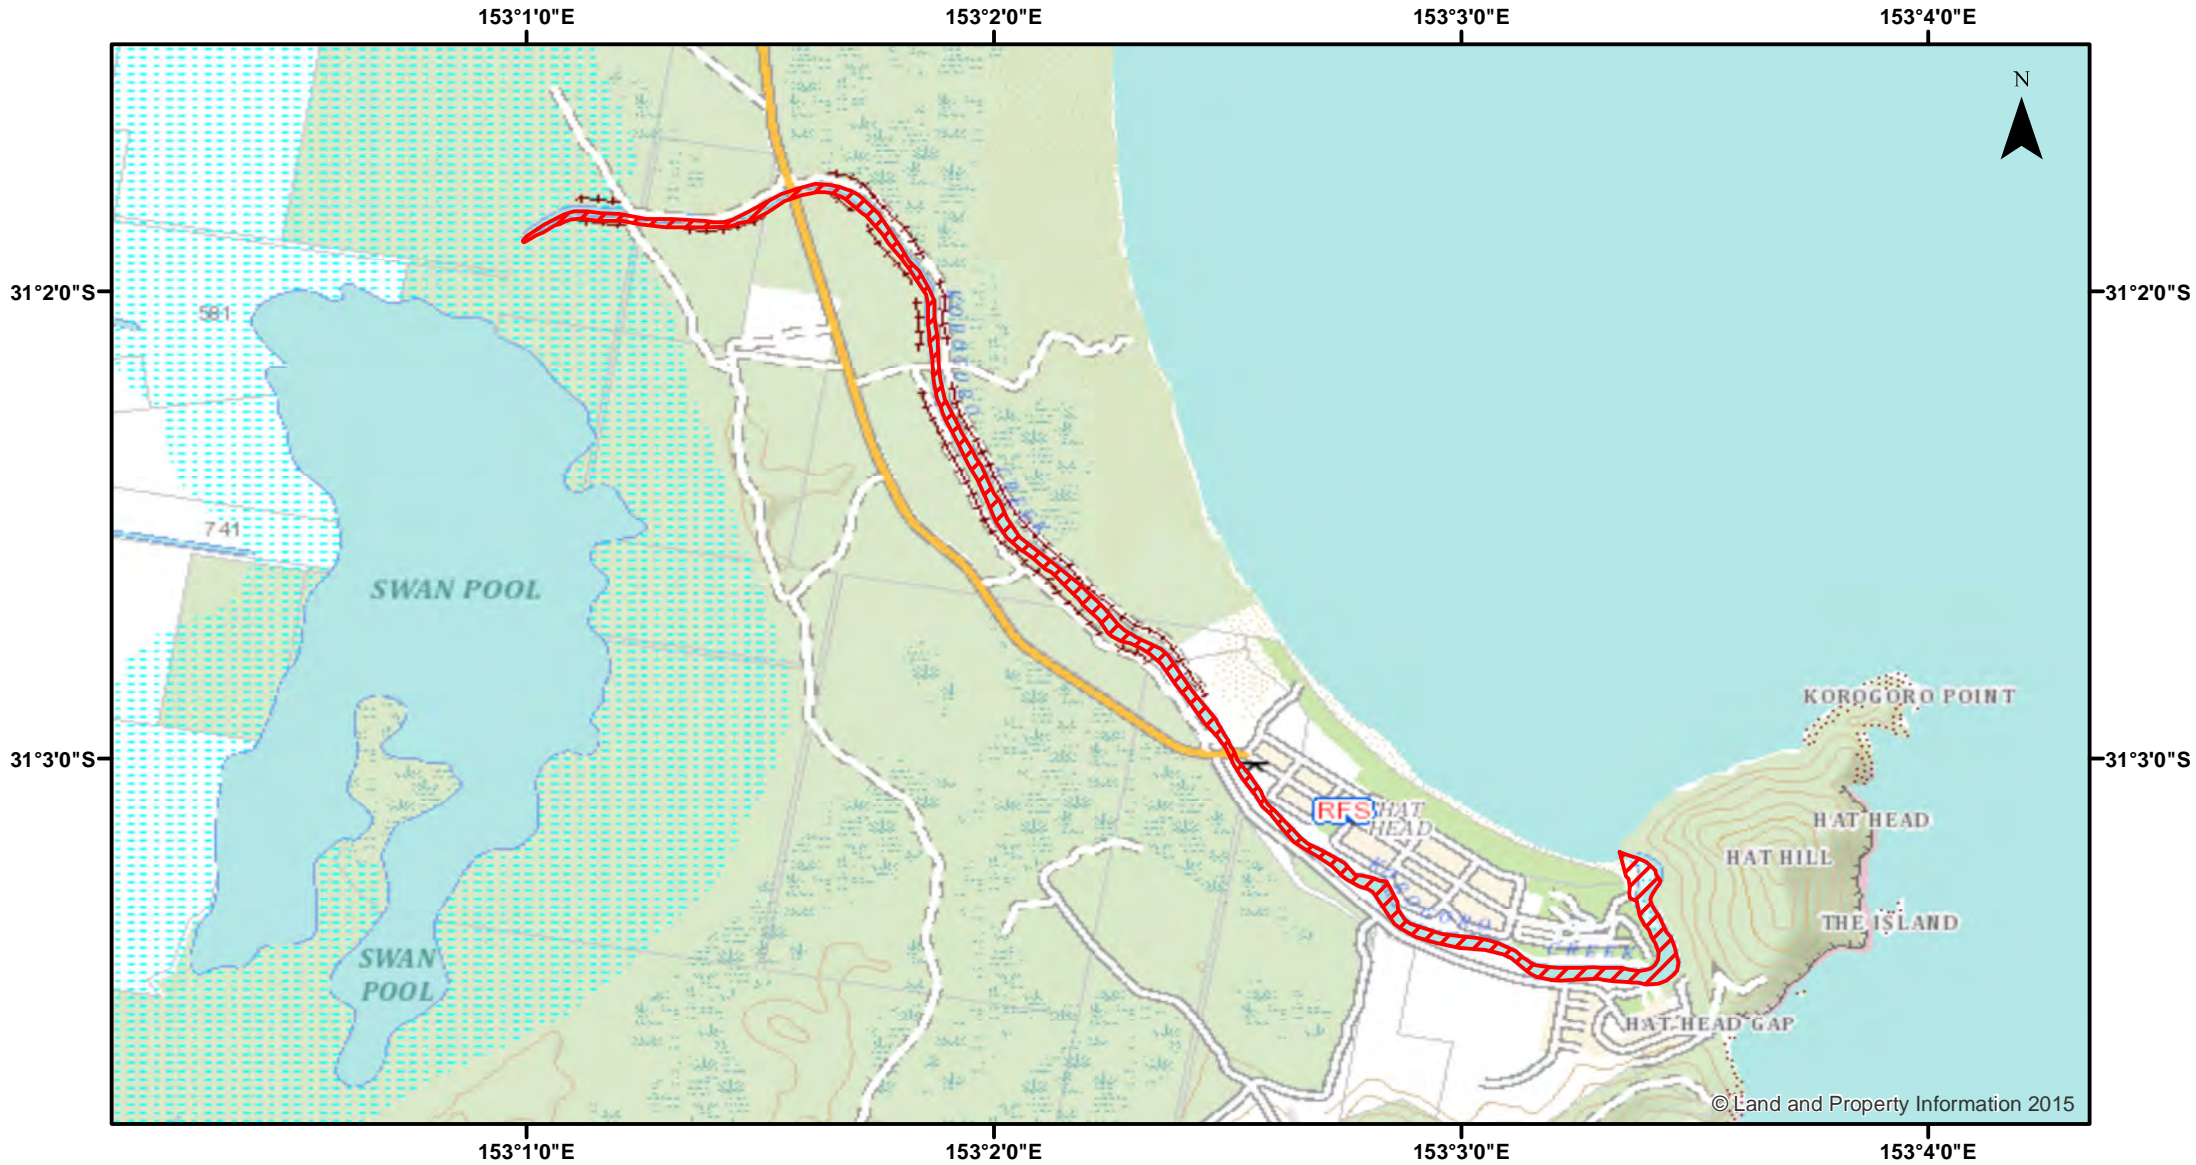 153°1'0"E
153°2'0"E
153°3'0"E
153°4'0"E
N
31°2'0"S
31°2'0"S
581
KOROGORO
CREEK
741
SWAN POOL
KOROGORO POINT
31°3'0"S
31°3'0"S
RFS
HAT
HEAD
HAT HEAD
HAT HILL
KOROGORO
CREEK
THE ISLAND
SWAN
POOL
HAT HEAD GAP
© Land and Property Information 2015
153°1'0"E
153°2'0"E
153°3'0"E
153°4'0"E